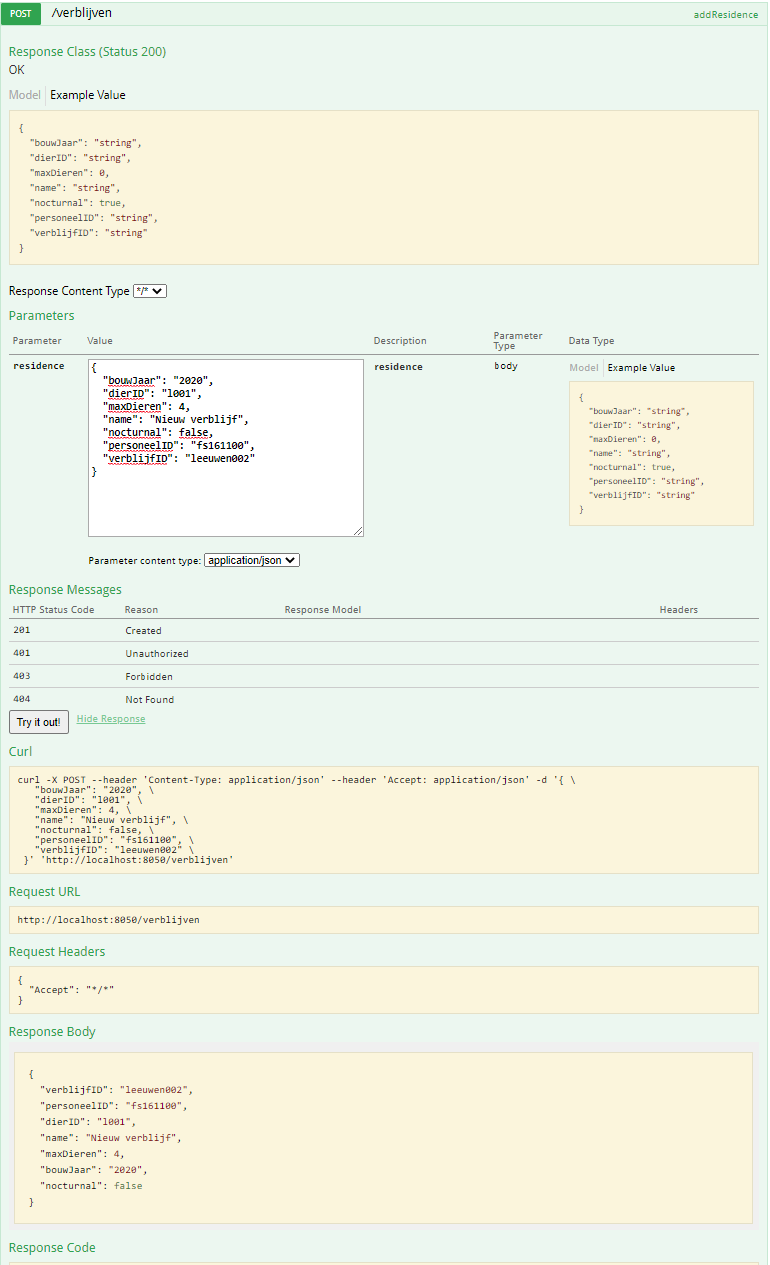 POST /verblijven addResidence
Response Class (Status 200)
OK
Model Example Value
{
"bouwJaar": "string",
"dierID": "string",
"maxDieren": 0,
"name": "string",
"nocturnal": true,
"personeelID": "string",
"verblijfID": "string"
}
Response Content Type */*
Parameters
Parameter Value Description Parameter Type Data Type
residence
{
"bouwJaar": "2020",
"dierID": "l001",
"maxDieren": 4,
"name": "Nieuw verblijf",
"nocturnal": false,
"personeelID": "fs161100",
"verblijfID": "leeuwen002"
}
residence body
Model Example Value
{
"bouwJaar": "string",
"dierID": "string",
"maxDieren": 0,
"name": "string",
"nocturnal": true,
"personeelID": "string",
"verblijfID": "string"
}
Parameter content type: application/json
Response Messages
HTTP Status Code Reason Response Model Headers
201 Created
401 Unauthorized
403 Forbidden
404 Not Found
Try it out! Hide Response
Curl
curl -X POST --header 'Content-Type: application/json' --header 'Accept: application/json' -d '{ \
"bouwJaar": "2020", \
"dierID": "l001", \
"maxDieren": 4, \
"name": "Nieuw verblijf", \
"nocturnal": false, \
"personeelID": "fs161100", \
"verblijfID": "leeuwen002" \
}' 'http://localhost:8050/verblijven'
Request URL
http://localhost:8050/verblijven
Request Headers
{
"Accept": "*/*"
}
Response Body
{
"verblijfID": "leeuwen002",
"personeelID": "fs161100",
"dierID": "l001",
"name": "Nieuw verblijf",
"maxDieren": 4,
"bouwJaar": "2020",
"nocturnal": false
}
Response Code